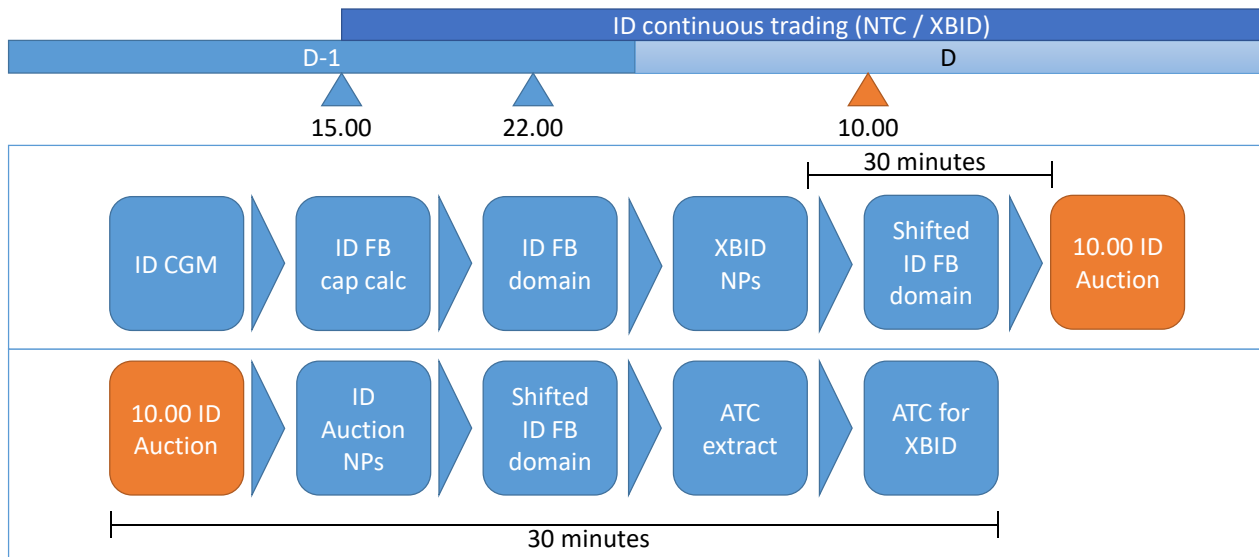 ID continuous trading (NTC / XBID)
D-1
D
15.00
22.00
10.00
30 minutes
ID CGM
ID FB
cap calc
ID FB
domain
XBID
NPs
Shifted
ID FB
domain
10.00 ID
Auction
10.00 ID
Auction
ID
Auction
NPs
Shifted
ID FB
domain
ATC
extract
ATC for
XBID
30 minutes